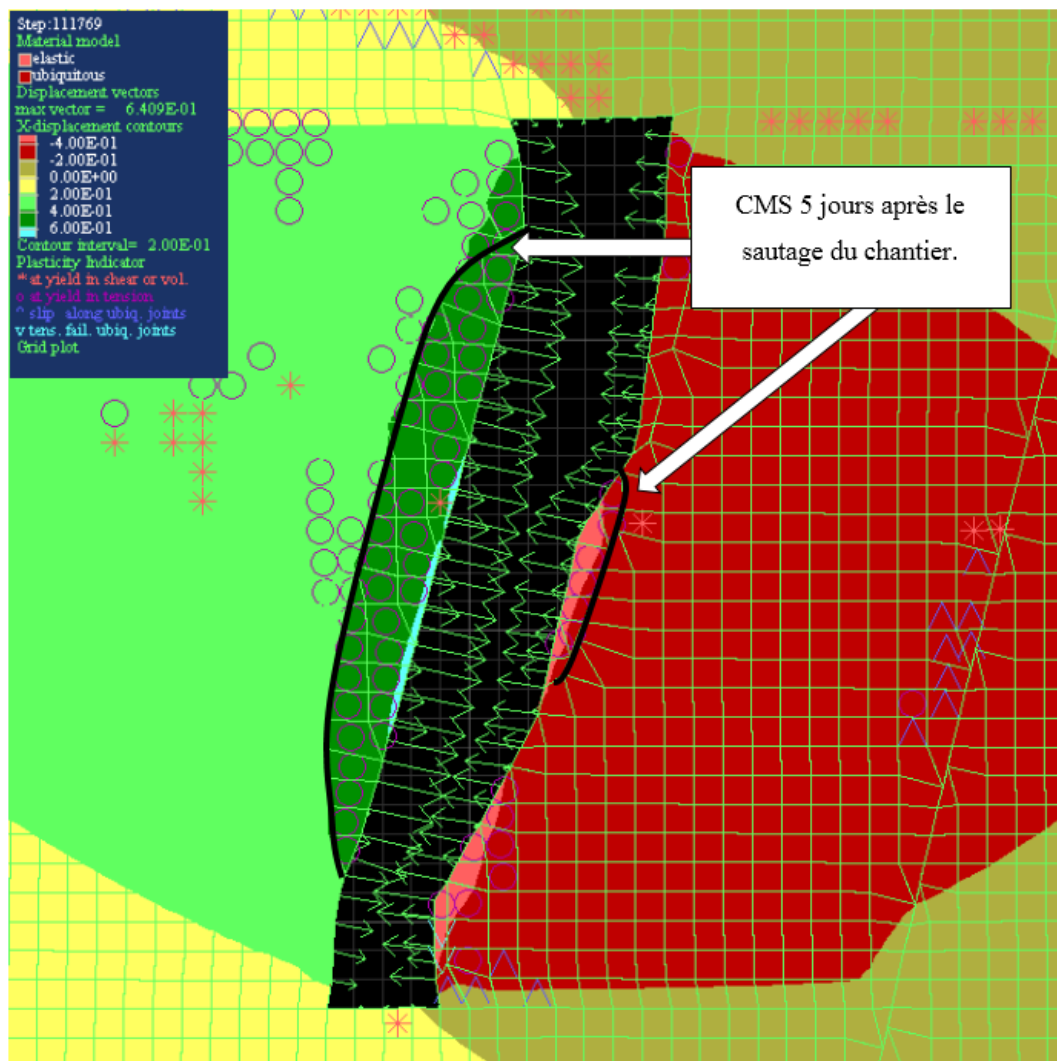 Step:111769
Material model
elastic
ubiquitous
Displacement vectors
max vector = 6.409E-01
X-displacement contours
-4.00E-01
-2.00E-01
0.00E+00
2.00E-01
4.00E-01
6.00E-01
Contour interval= 2.00E-01
Plasticity Indicator
* at yield in shear or vol.
o at yield in tension
^ slip along ubiq. joints
v tens. fail. ubiq. joints
Grid plot
CMS 5 jours après le
sautage du chantier.